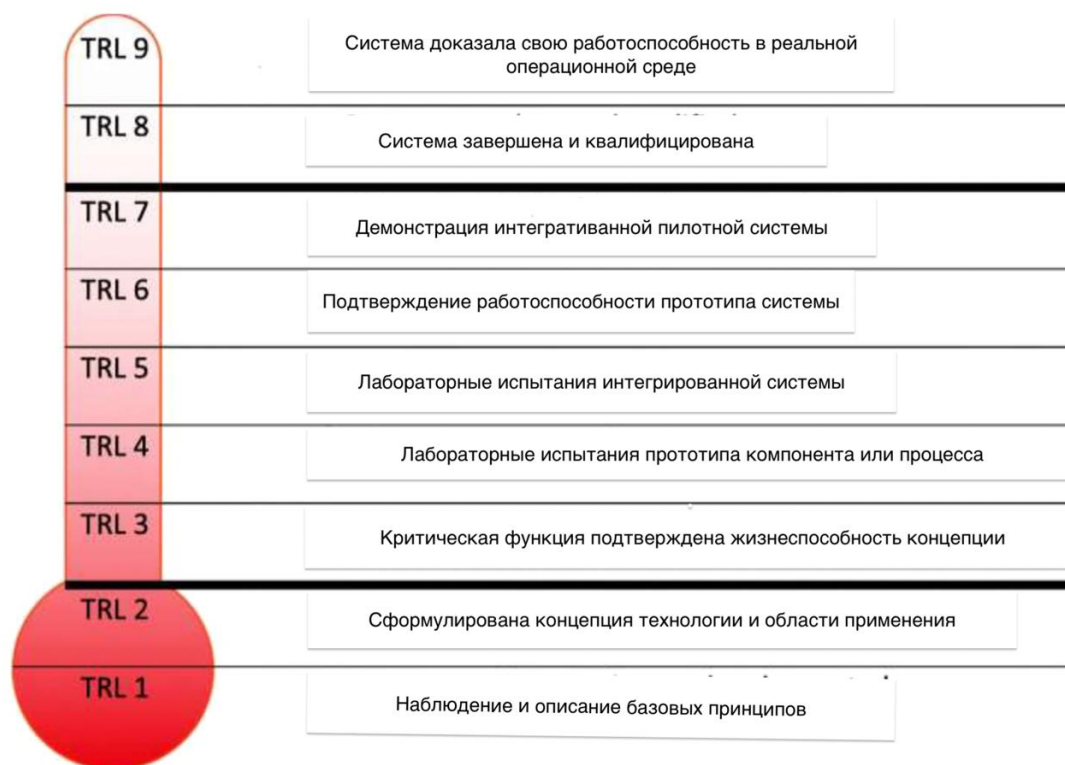 TRL 9
Система доказала свою работоспособность в реальной
операционной среде
TRL 8
Система завершена и квалифицирована
TRL 7
Демонстрация интегративанной пилотной системы
TRL 6
Подтверждение работоспособности прототипа системы
TRL 5
Лабораторные испытания интегрированной системы
TRL 4
Лабораторные испытания прототипа компонента или процесса
TRL 3
Критическая функция подтверждена жизнеспособность концепции
TRL 2
Сформулирована концепция технологии и области применения
TRL 1
Наблюдение и описание базовых принципов